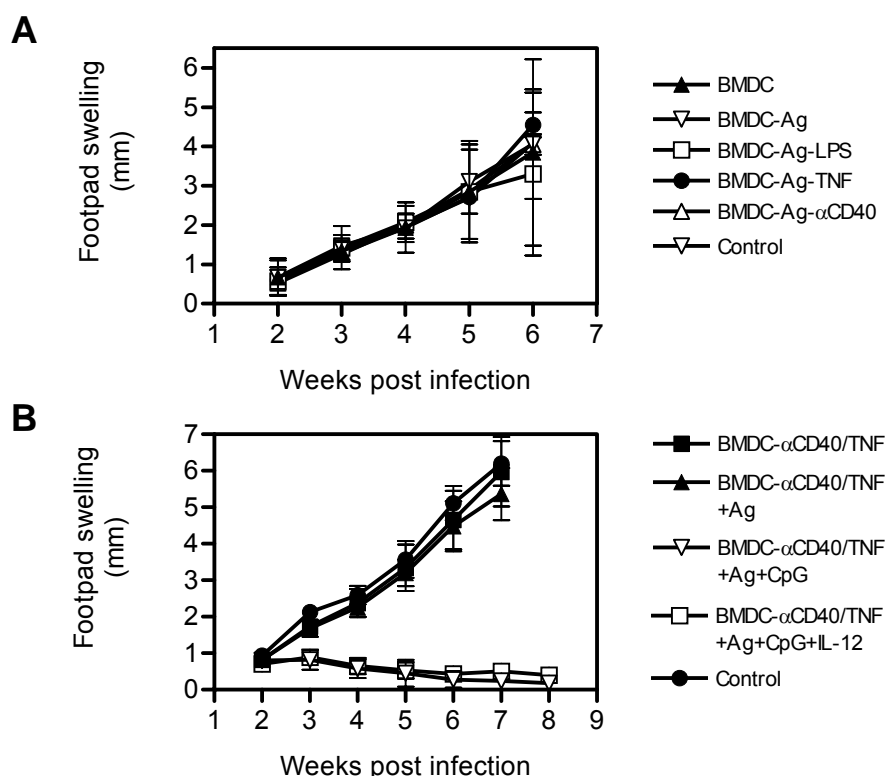 A
Footpad swelling
(mm)
6
5
4
3
2
1
0
1 2 3 4 5 6 7
Weeks post infection
BMDC
BMDC-Ag
BMDC-Ag-LPS
BMDC-Ag-TNF
BMDC-Ag-αCD40
Control
B
Footpad swelling
(mm)
7
6
5
4
3
2
1
0
1 2 3 4 5 6 7 8 9
Weeks post infection
BMDC-αCD40/TNF
BMDC-αCD40/TNF
+Ag
BMDC-αCD40/TNF
+Ag+CpG
BMDC-αCD40/TNF
+Ag+CpG+IL-12
Control